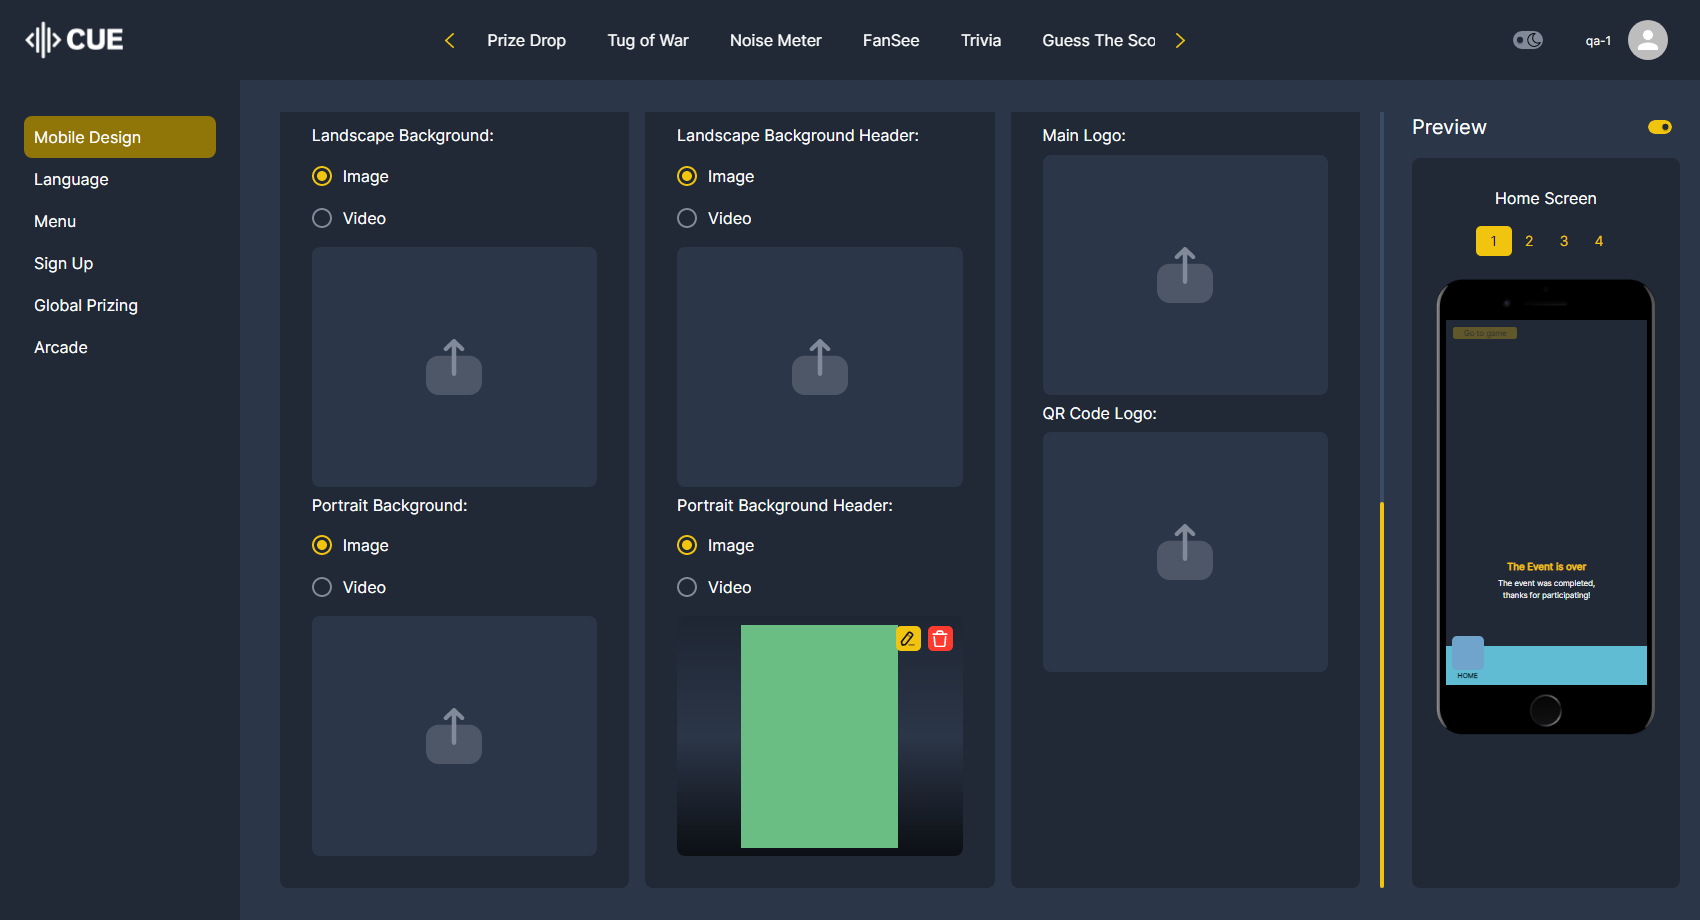 CUE
Prize Drop
Tug of War
Noise Meter
FanSee
Trivia
Guess The Sco
qa-1
Mobile Design
Language
Menu
Sign Up
Global Prizing
Arcade
Landscape Background:
Image
Video
Portrait Background:
Image
Video
Landscape Background Header:
Image
Video
Portrait Background Header:
Image
Video
Main Logo:
QR Code Logo:
Preview
Home Screen
1 2 3 4
Go to game
The Event is over
The event was completed,
thanks for participating!
HOME